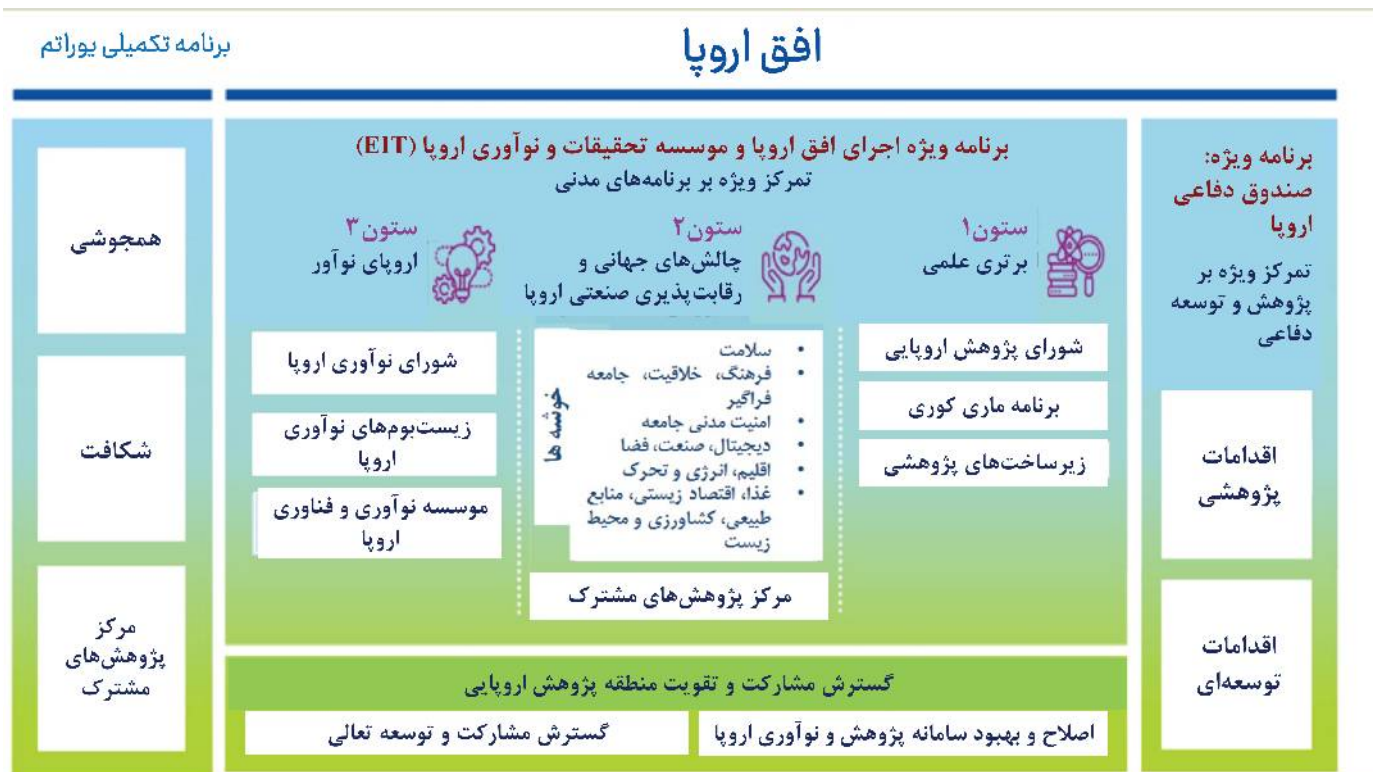 افق اروپا
برنامه تکمیلی یوراتم
برنامه ویژه:
صندوق دفاعی
اروپا
تمرکز ویژه بر
پژوهش و توسعه
دفاعی
اقدامات
پژوهشی
اقدامات
توسعه‌ای
برنامه ویژه اجرای افق اروپا و موسسه تحقیقات و نوآوری اروپا (EIT)
تمرکز ویژه بر برنامه‌های مدنی
ستون۱
برتری علمی
شورای پژوهش اروپایی
برنامه ماری کوری
زیرساخت‌های پژوهشی
ستون۲
چالش‌های جهانی و
رقابت‌پذیری صنعتی اروپا
خوشه ها
• سلامت
• فرهنگ، خلاقیت، جامعه
فراگیر
• امنیت مدنی جامعه
• دیجیتال، صنعت، فضا
• اقلیم، انرژی و تحرک
• غذا، اقتصاد زیستی، منابع
طبیعی، کشاورزی و محیط
زیست
مرکز پژوهش‌های مشترک
ستون۳
اروپای نوآور
شورای نوآوری اروپا
زیست‌بوم‌های نوآوری
اروپا
موسسه نوآوری و فناوری
اروپا
گسترش مشارکت و تقویت منطقه پژوهش اروپایی
اصلاح و بهبود سامانه پژوهش و نوآوری اروپا
گسترش مشارکت و توسعه تعالی
همجوشی
شکافت
مرکز
پژوهش‌های
مشترک